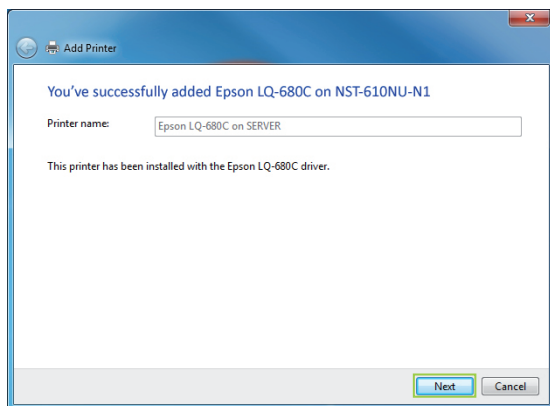 Add Printer
You've successfully added Epson LQ-680C on NST-610NU-N1
Printer name: Epson LQ-680C on SERVER
This printer has been installed with the Epson LQ-680C driver.
Next Cancel